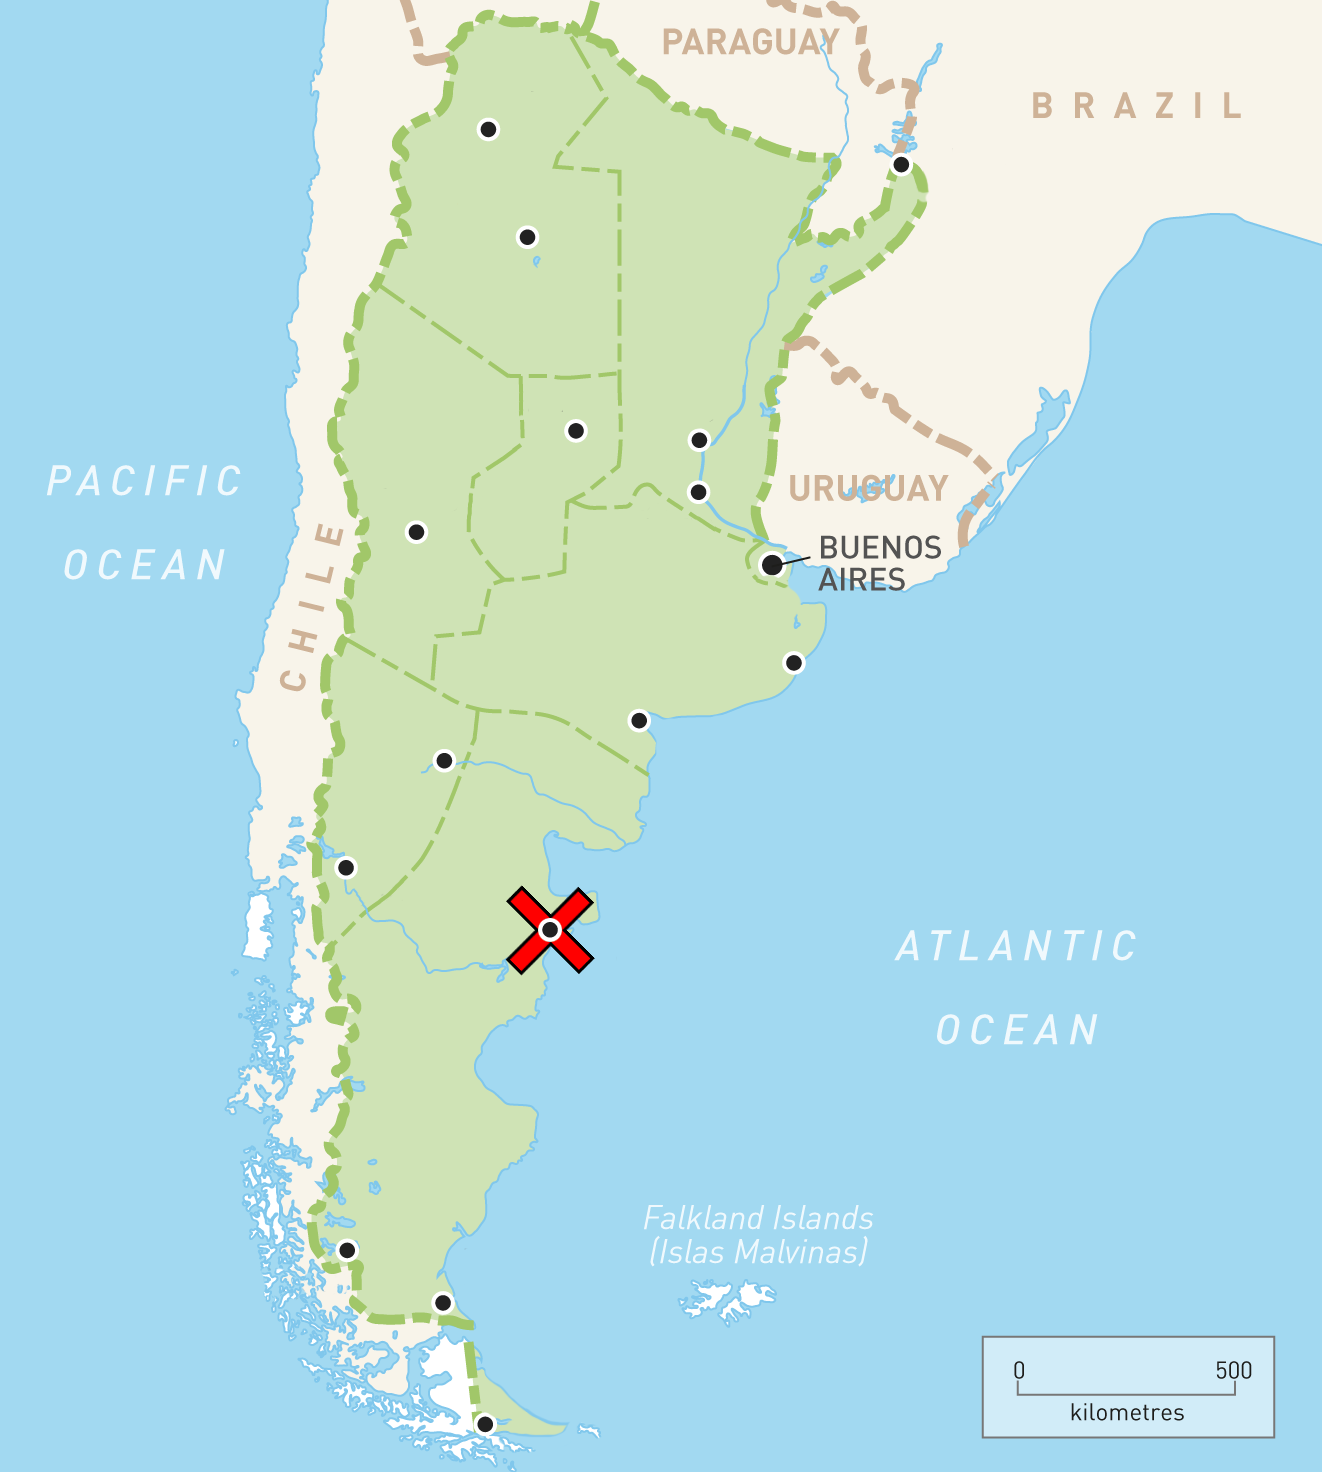 PARAGUAY
BRAZIL
PACIFIC
OCEAN
CHILE
URUGUAY
BUENOS
AIRES
ATLANTIC
OCEAN
Falkland Islands
(Islas Malvinas)
0 500
kilometres